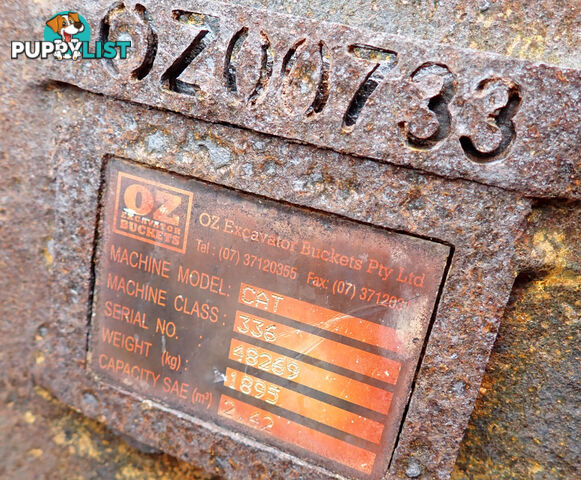 PUPPYLIST
OZ00733
OZ
EXCAVATOR
BUCKETS
OZ Excavator Buckets Pty Ltd
Tel : (07) 37120355 Fax: (07)
MACHINE MODEL: CAT
MACHINE CLASS : 336
SERIAL NO. 48269
WEIGHT (kg) 1895
CAPACITY SAE (m³) 2.42